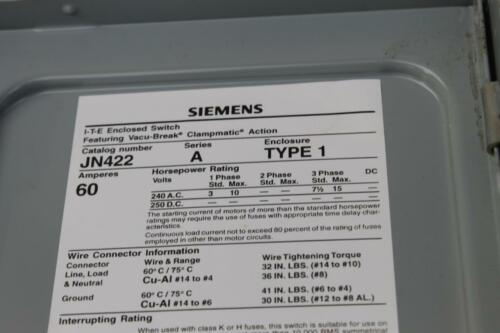 SIEMENS
I-T-E Enclosed Switch
Featuring Vacu-Break® Clampmatic® Action
Catalog number Series Enclosure
JN422 A TYPE 1
Amperes Horsepower Rating
60 Volts 1 Phase 2 Phase 3 Phase DC
Std. Max. Std. Max. Std. Max.
240 A.C. 3 10 — — 7½ 15 —
250 D.C. — — — — — — —
The starting current of motors of more than the standard horsepower
ratings may require the use of fuses with appropriate time delay char-
acteristics.
Continuous load current not to exceed 80 percent of the rating of fuses
employed in other than motor circuits.
Wire Connector Information
Connector Wire & Range Wire Tightening Torque
Line, Load 60°C / 75°C 32 IN. LBS. (#14 to #10)
& Neutral Cu-Al #14 to #4 36 IN. LBS. (#8)
41 IN. LBS. (#6 to #4)
Ground 60°C / 75°C 30 IN. LBS. (#12 to #8 AL.)
Cu-Al #14 to #6
Interrupting Rating
When used with class K or H fuses, this switch is suitable for use on
than 10,000 RMS symmetrical